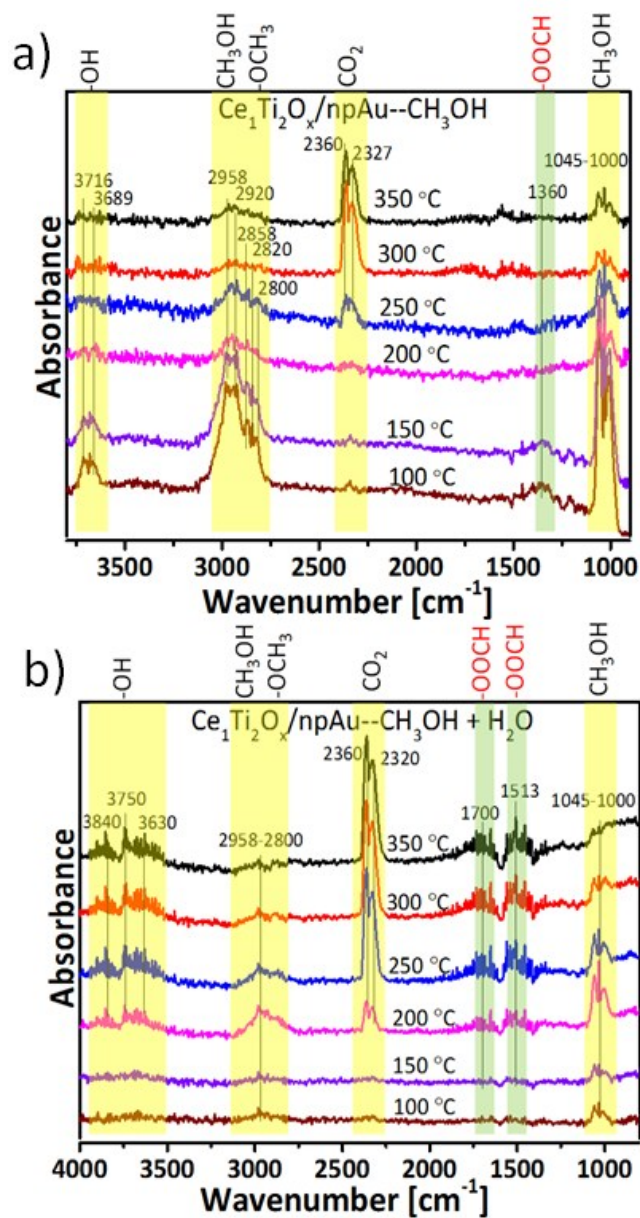 a)
-OH
CH₃OH
-OCH₃
CO₂
-OOCH
CH₃OH
Ce₁Ti₂Oₓ/npAu--CH₃OH
2360
2327
1045-1000
3716
3689
2958
2920
2858
2820
2800
1360
350 °C
300 °C
250 °C
200 °C
150 °C
100 °C
Absorbance
3500
3000
2500
2000
1500
1000
Wavenumber [cm⁻¹]
b)
-OH
CH₃OH
-OCH₃
CO₂
-OOCH
-OOCH
CH₃OH
Ce₁Ti₂Oₓ/npAu--CH₃OH + H₂O
2360
2320
3750
3840
3630
2958-2800
1700
1513
1045-1000
350 °C
300 °C
250 °C
200 °C
150 °C
100 °C
Absorbance
4000
3500
3000
2500
2000
1500
1000
Wavenumber [cm⁻¹]